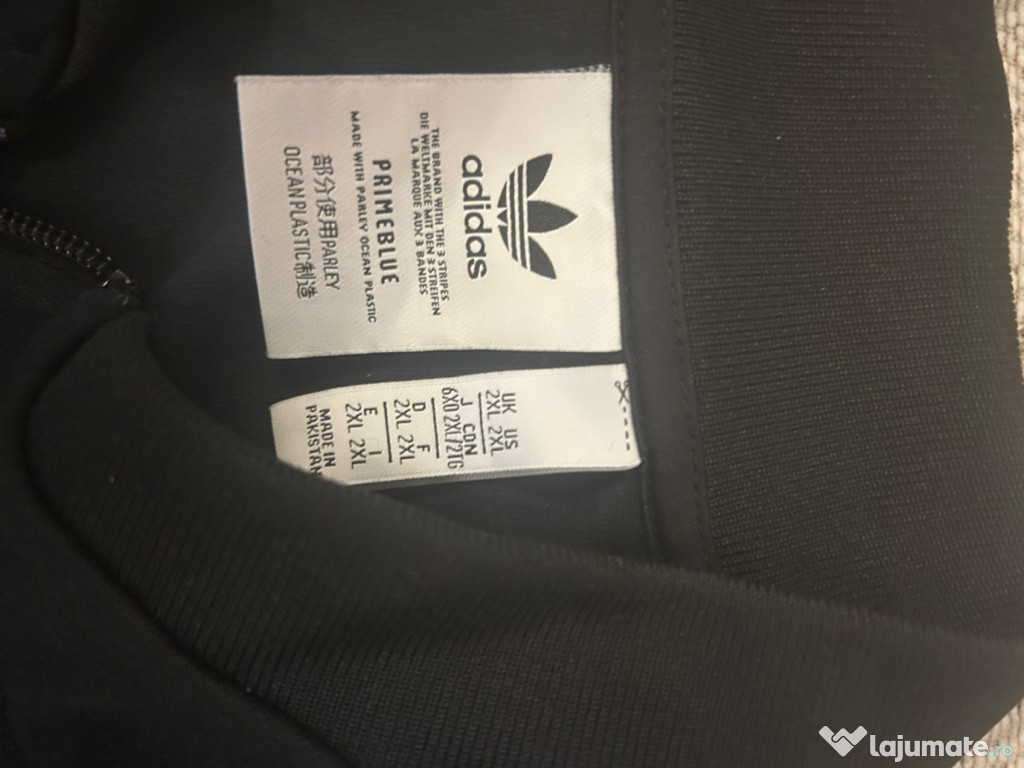 adidas
THE BRAND WITH THE 3 STRIPES
DIE WELTMARKE MIT DEN 3 STREIFEN
LA MARQUE AUX 3 BANDES
PRIMEBLUE
MADE WITH PARLEY OCEAN PLASTIC
部分使用PARLEY
OCEAN PLASTIC制造
UK US
2XL 2XL
J CDN
6XO 2XL/2TG
D F
2XL 2XL
E I
2XL 2XL
MADE IN
PAKISTAN
lajumate.ro